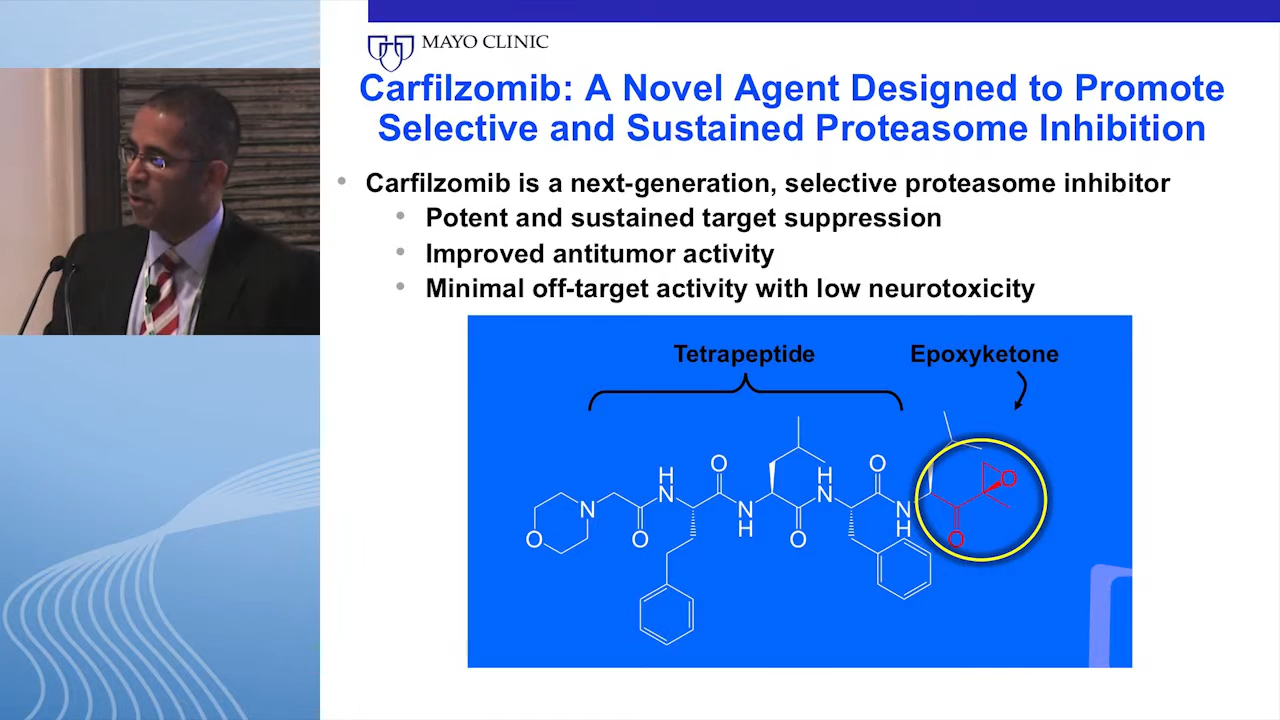 MAYO CLINIC
Carfilzomib: A Novel Agent Designed to Promote
Selective and Sustained Proteasome Inhibition
• Carfilzomib is a next-generation, selective proteasome inhibitor
• Potent and sustained target suppression
• Improved antitumor activity
• Minimal off-target activity with low neurotoxicity
Tetrapeptide
Epoxyketone
O
N
O
H
N
O
N
H
O
H
N
O
N
H
O
O